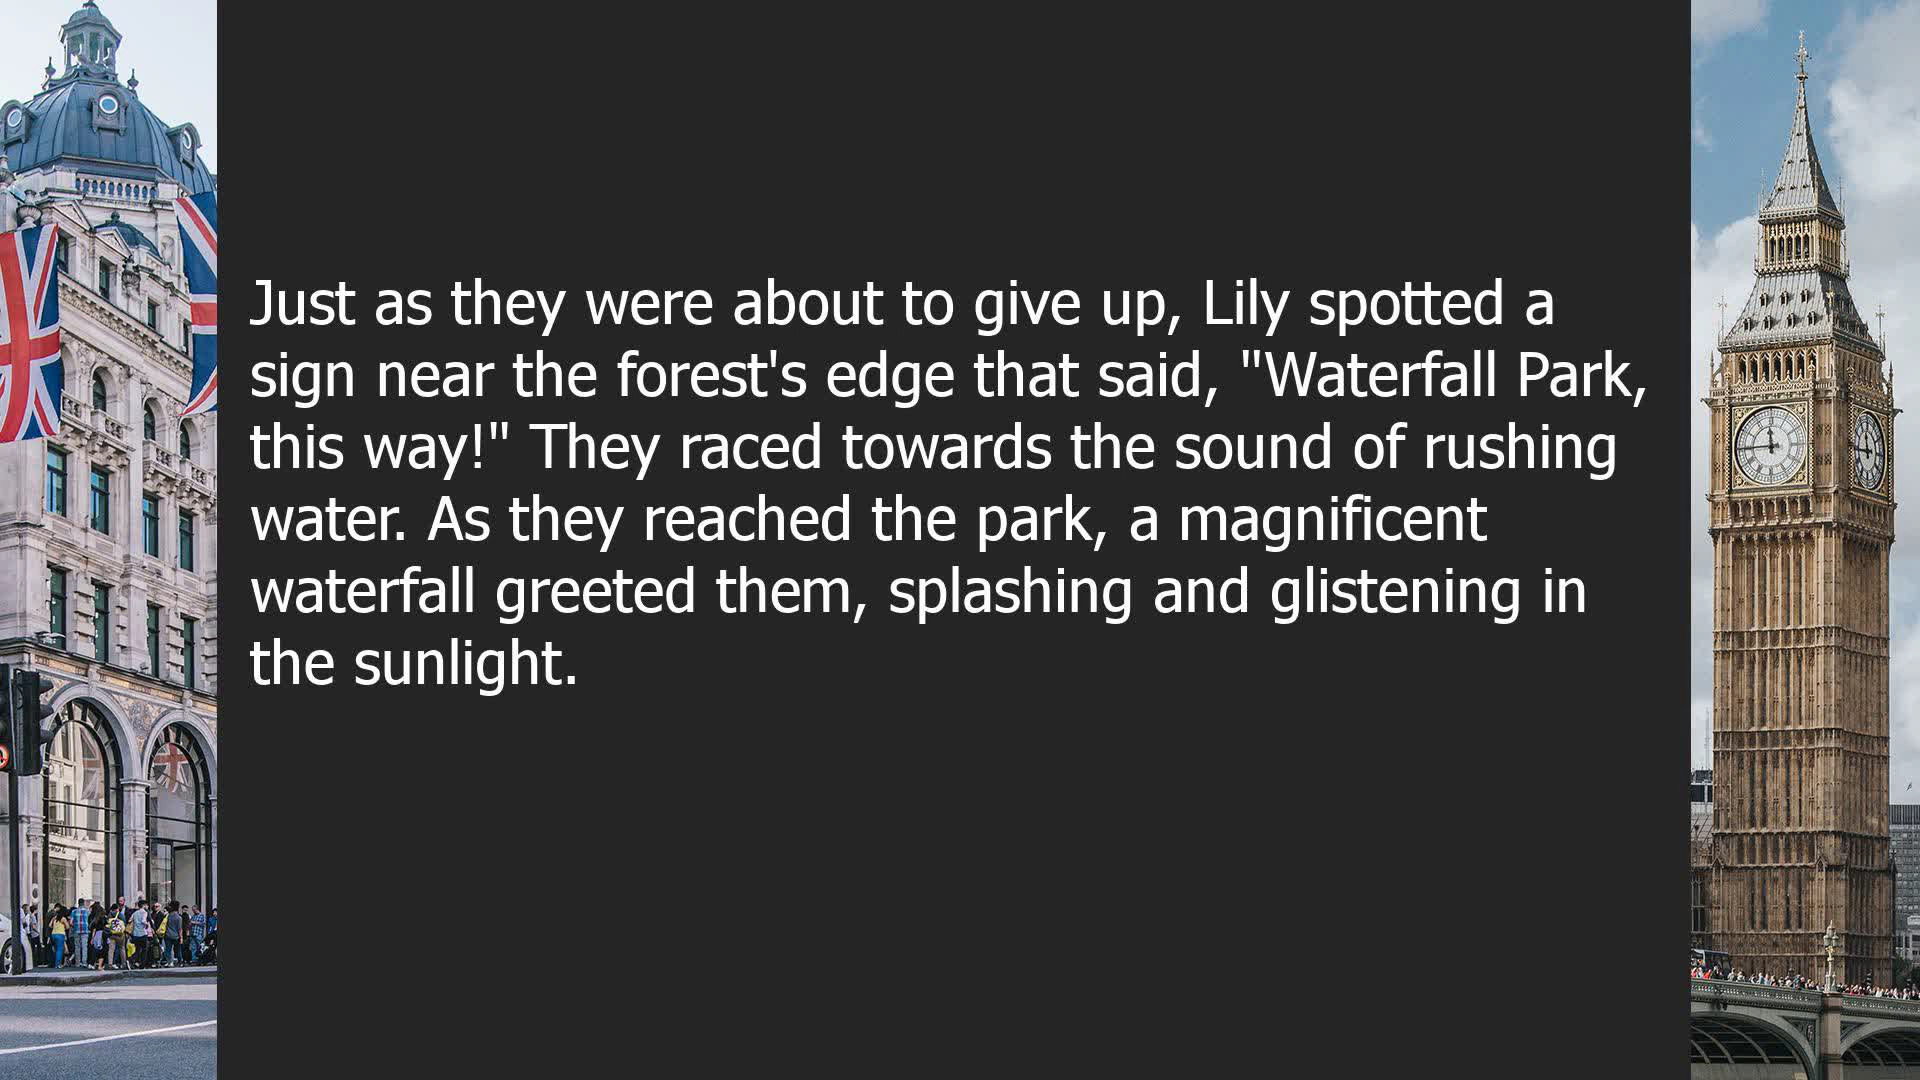 Just as they were about to give up, Lily spotted a
sign near the forest's edge that said, "Waterfall Park,
this way!" They raced towards the sound of rushing
water. As they reached the park, a magnificent
waterfall greeted them, splashing and glistening in
the sunlight.